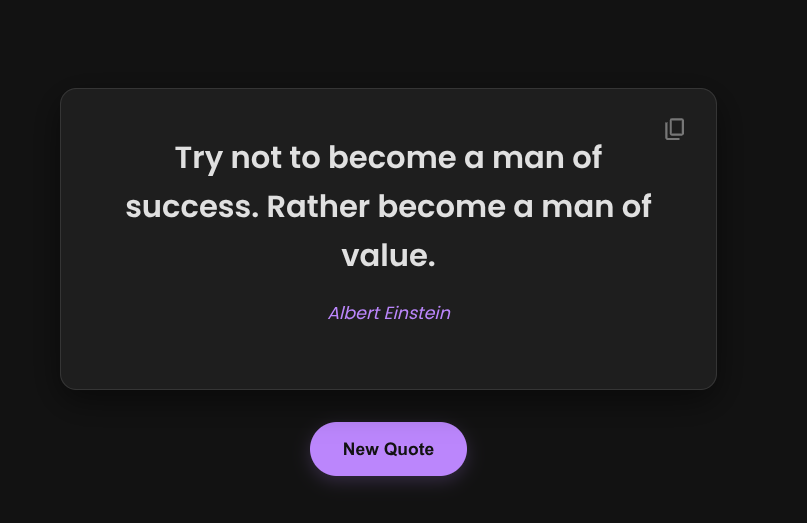 Try not to become a man of
success. Rather become a man of
value.
Albert Einstein
New Quote